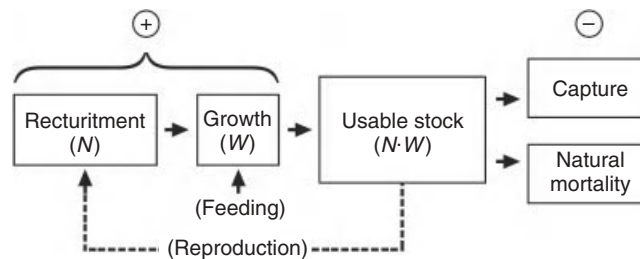 +
−
Recturitment
(N)
Growth
(W)
Usable stock
(N·W)
Capture
Natural
mortality
(Feeding)
(Reproduction)